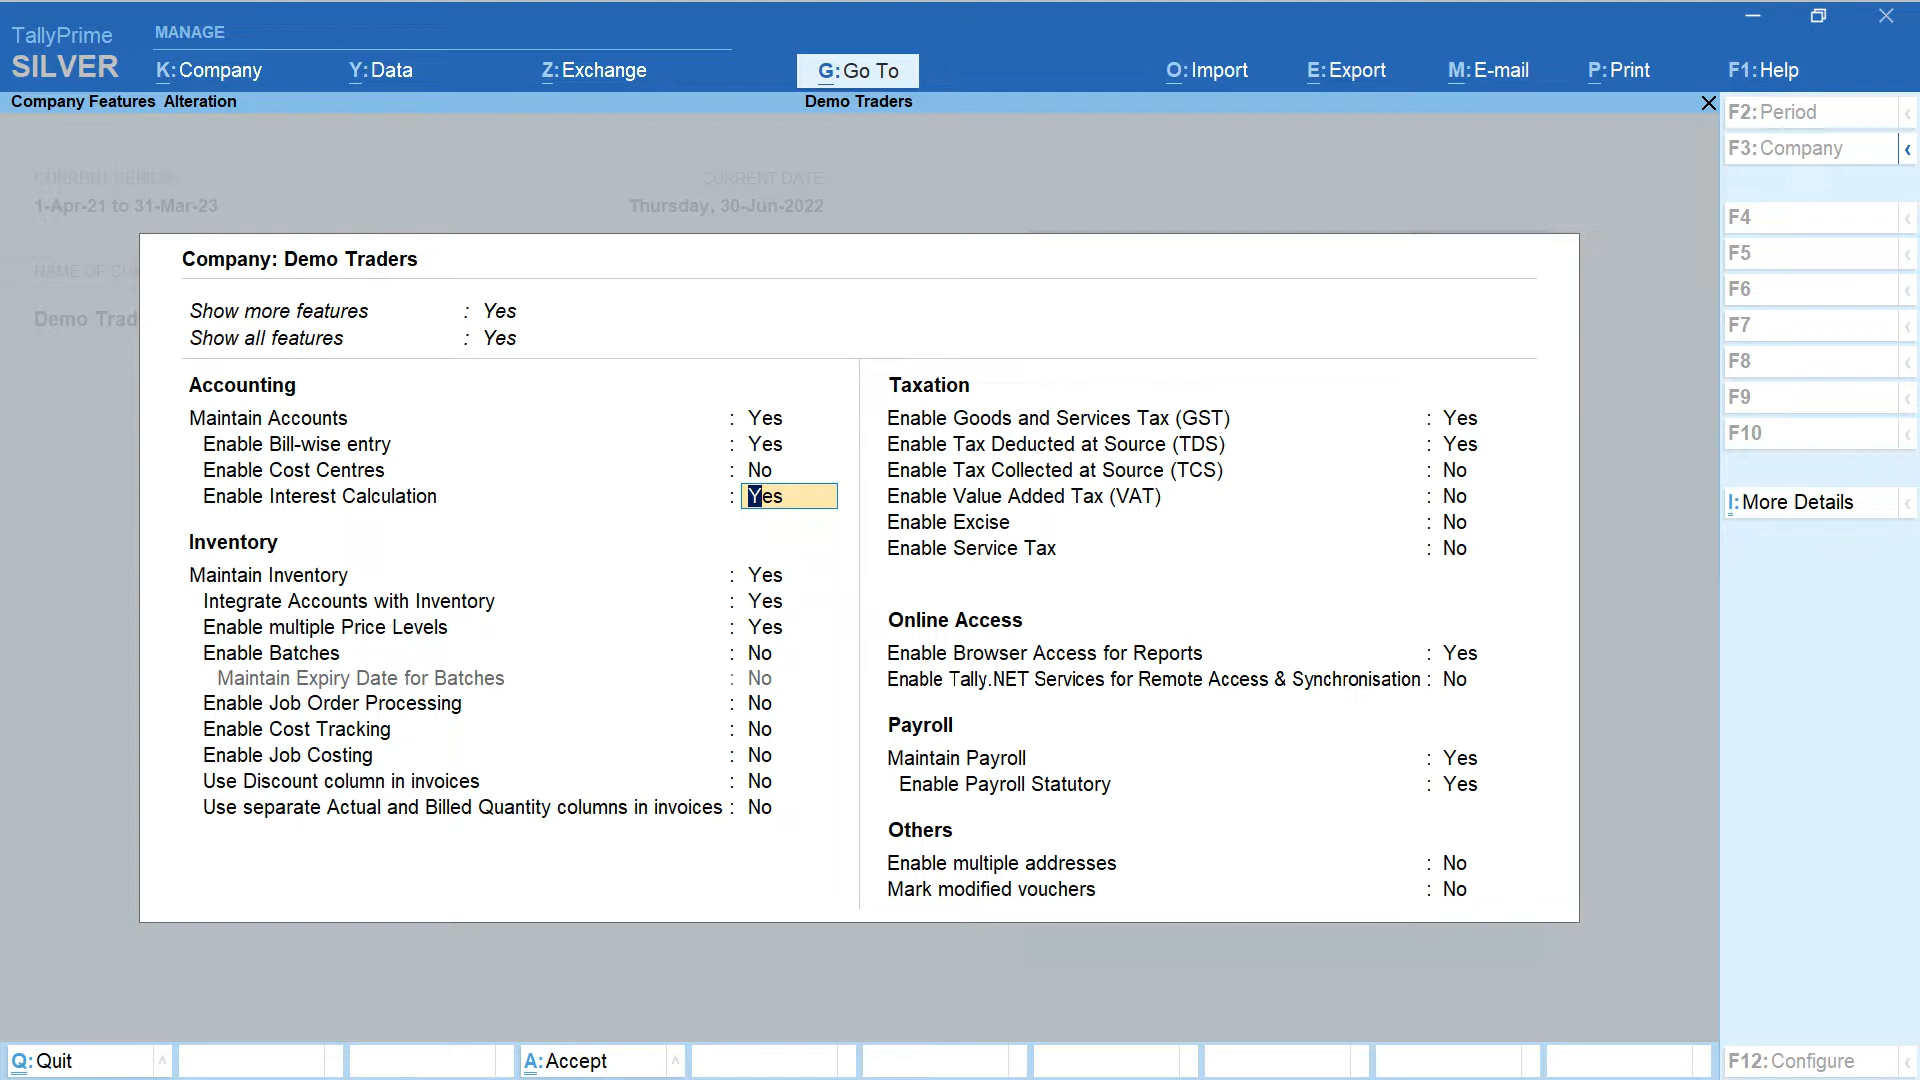 TallyPrime
SILVER
MANAGE
K:Company Y:Data Z:Exchange G:Go To O:Import E:Export M:E-mail P:Print F1:Help
Company Features Alteration Demo Traders
CURRENT PERIOD CURRENT DATE
1-Apr-21 to 31-Mar-23 Thursday, 30-Jun-2022
NAME OF
Demo Trad
Company: Demo Traders
Show more features : Yes
Show all features : Yes
Accounting
Maintain Accounts : Yes
Enable Bill-wise entry : Yes
Enable Cost Centres : No
Enable Interest Calculation : Yes
Inventory
Maintain Inventory : Yes
Integrate Accounts with Inventory : Yes
Enable multiple Price Levels : Yes
Enable Batches : No
Maintain Expiry Date for Batches : No
Enable Job Order Processing : No
Enable Cost Tracking : No
Enable Job Costing : No
Use Discount column in invoices : No
Use separate Actual and Billed Quantity columns in invoices : No
Taxation
Enable Goods and Services Tax (GST) : Yes
Enable Tax Deducted at Source (TDS) : Yes
Enable Tax Collected at Source (TCS) : No
Enable Value Added Tax (VAT) : No
Enable Excise : No
Enable Service Tax : No
Online Access
Enable Browser Access for Reports : Yes
Enable Tally.NET Services for Remote Access & Synchronisation : No
Payroll
Maintain Payroll : Yes
Enable Payroll Statutory : Yes
Others
Enable multiple addresses : No
Mark modified vouchers : No
F2:Period
F3:Company
F4
F5
F6
F7
F8
F9
F10
I:More Details
F12:Configure
Q:Quit A:Accept